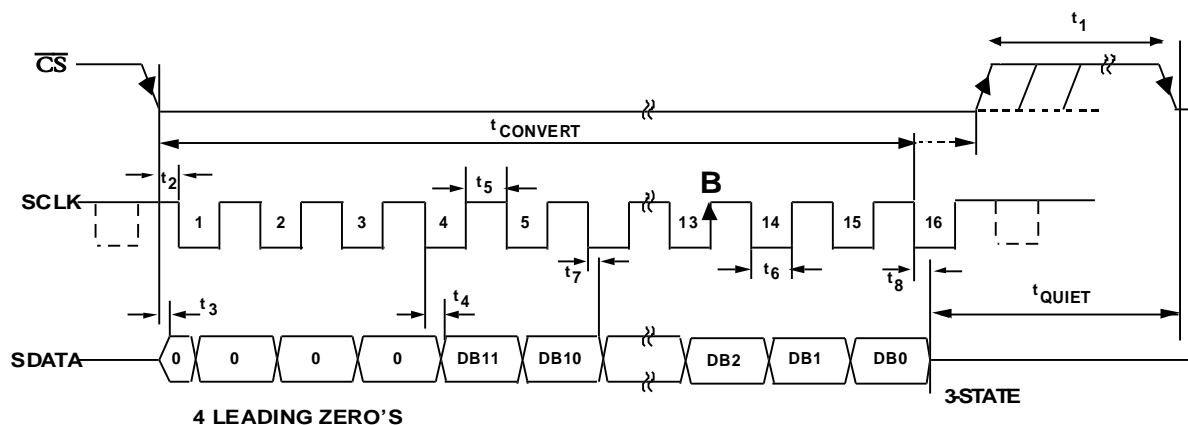 t1
CS
tCONVERT
t2
t5
B
SCLK
1
2
3
4
5
13
14
15
16
t7
t6
t8
t3
t4
tQUIET
SDATA
0
0
0
0
DB11
DB10
DB2
DB1
DB0
3-STATE
4 LEADING ZERO'S